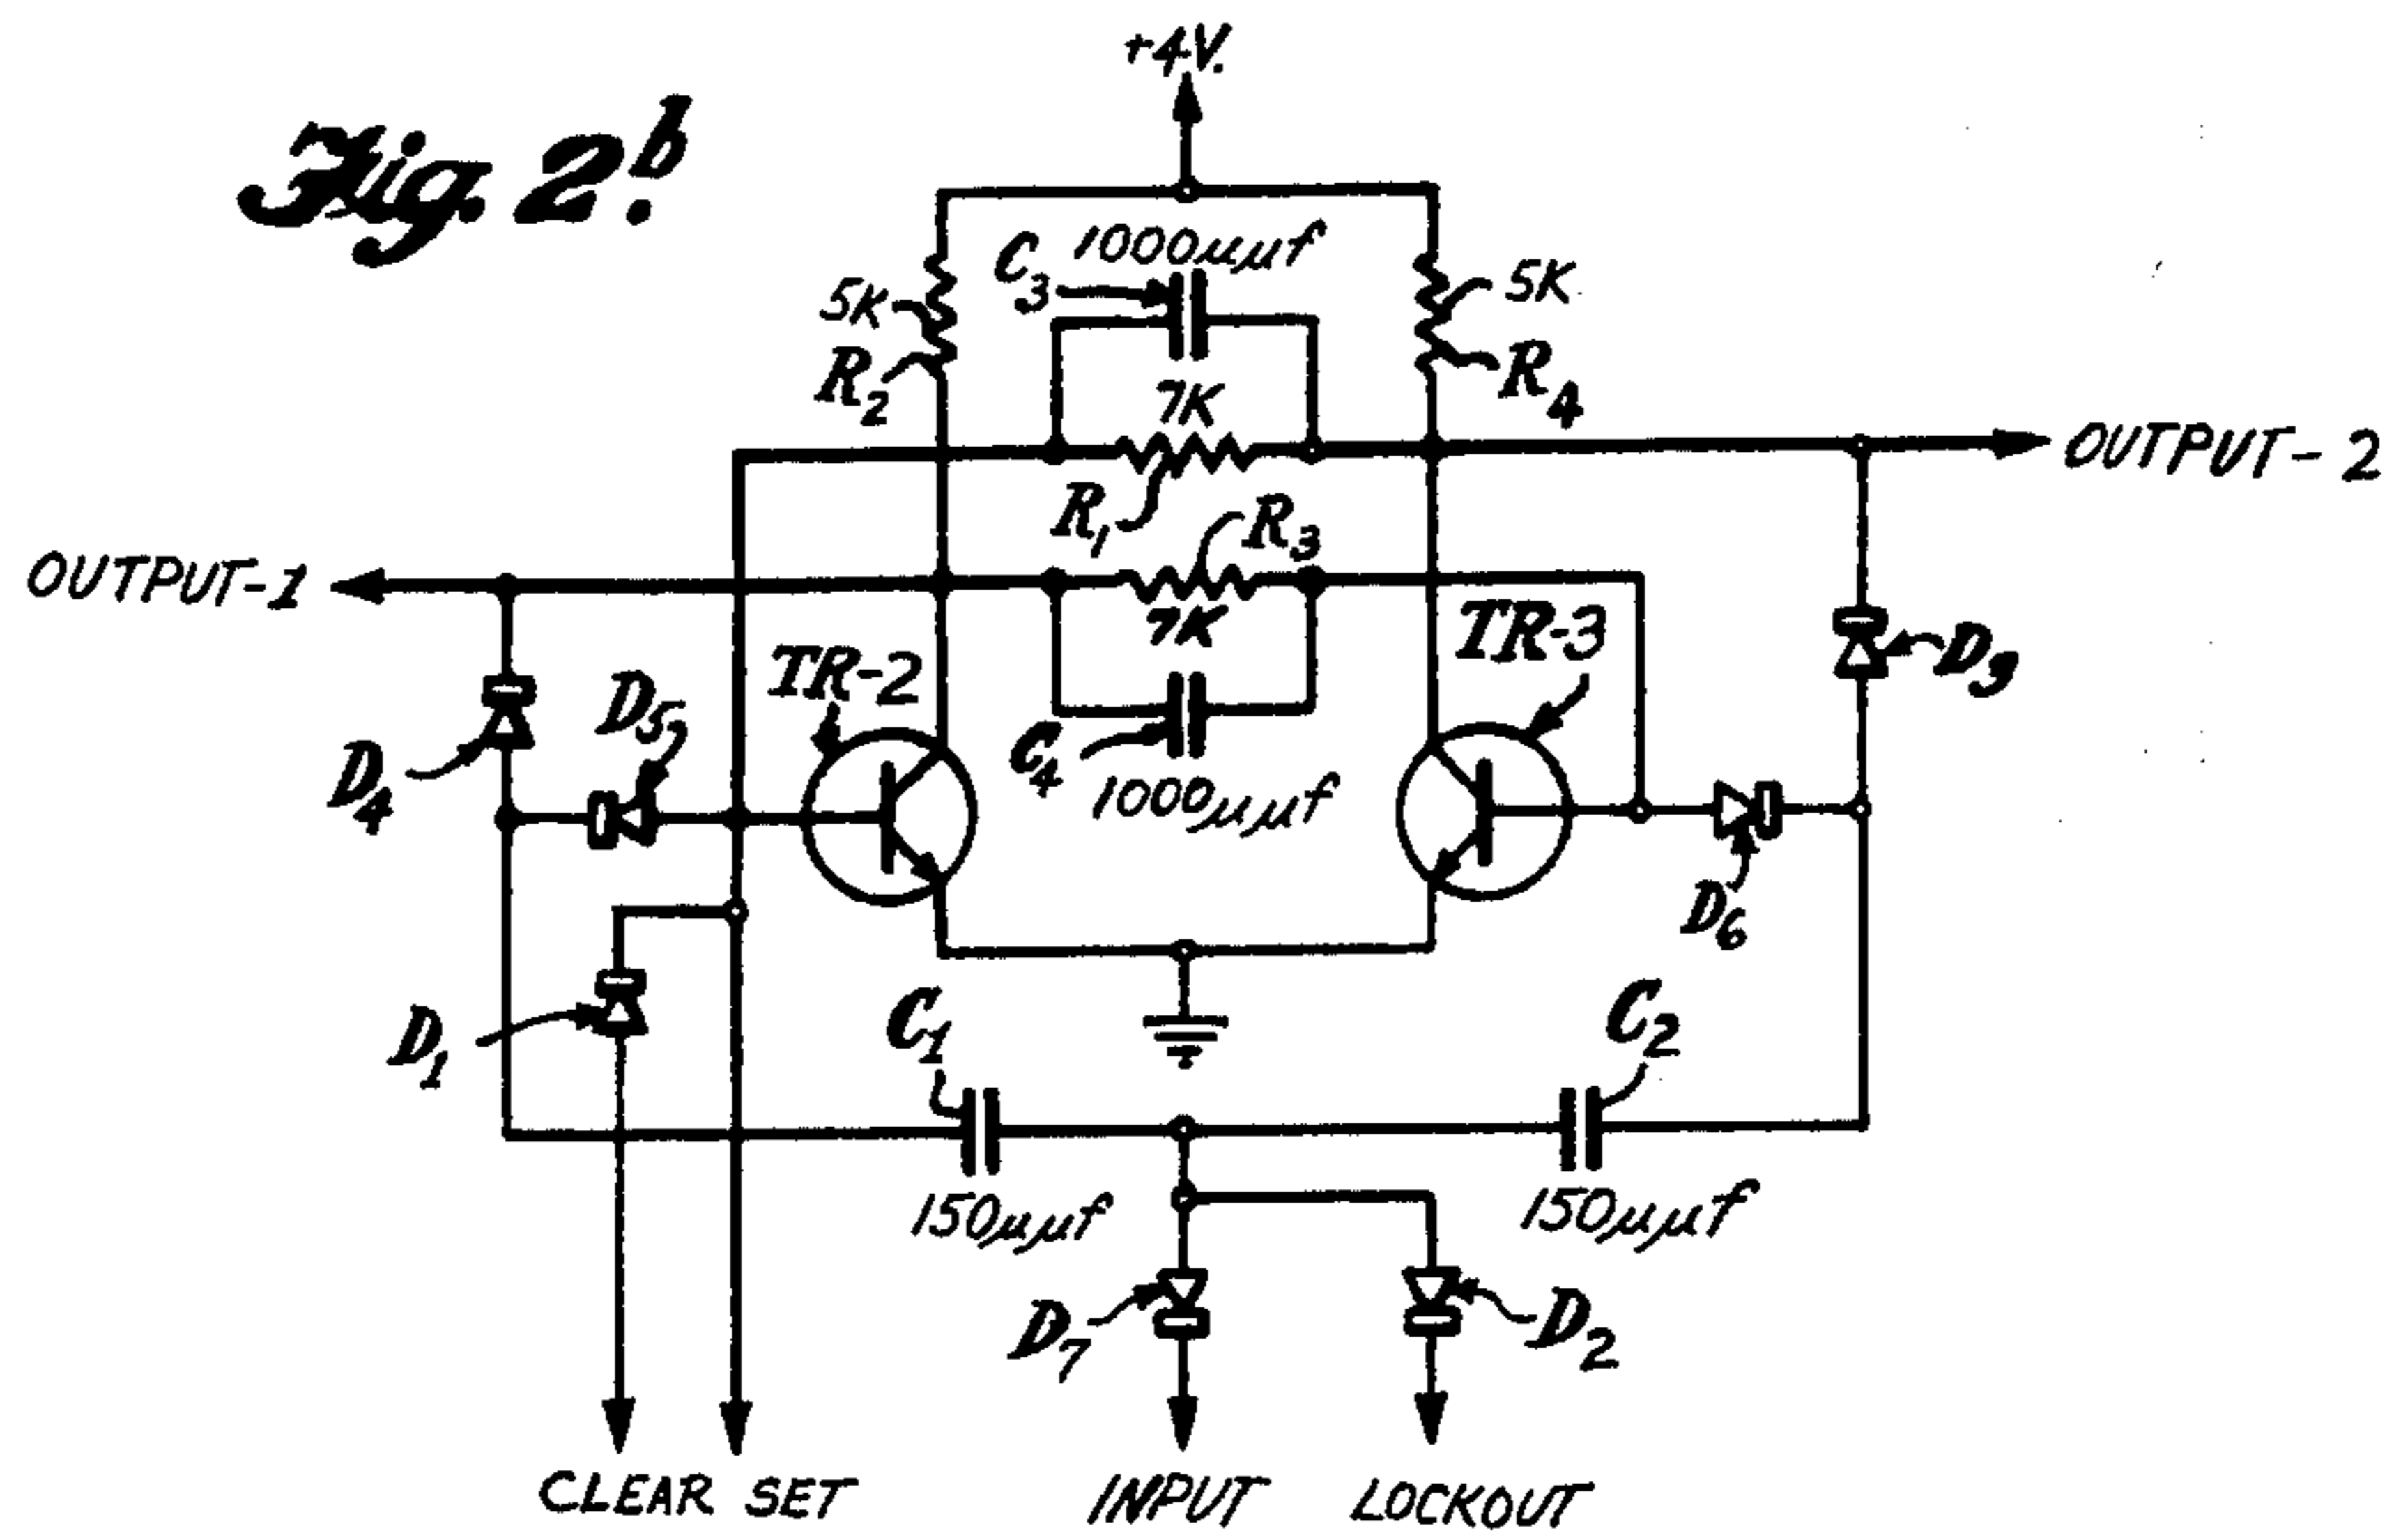 Fig. 2b.
+4V.
C3
1000μμf
5K
R2
5K
R4
7K
R1
OUTPUT-2
OUTPUT-1
R3
7K
TR-2
TR-3
D9
D5
D4
C4
1000μμf
D6
D1
C1
150μμf
C2
150μμf
D7
D2
CLEAR SET
INPUT
LOCKOUT